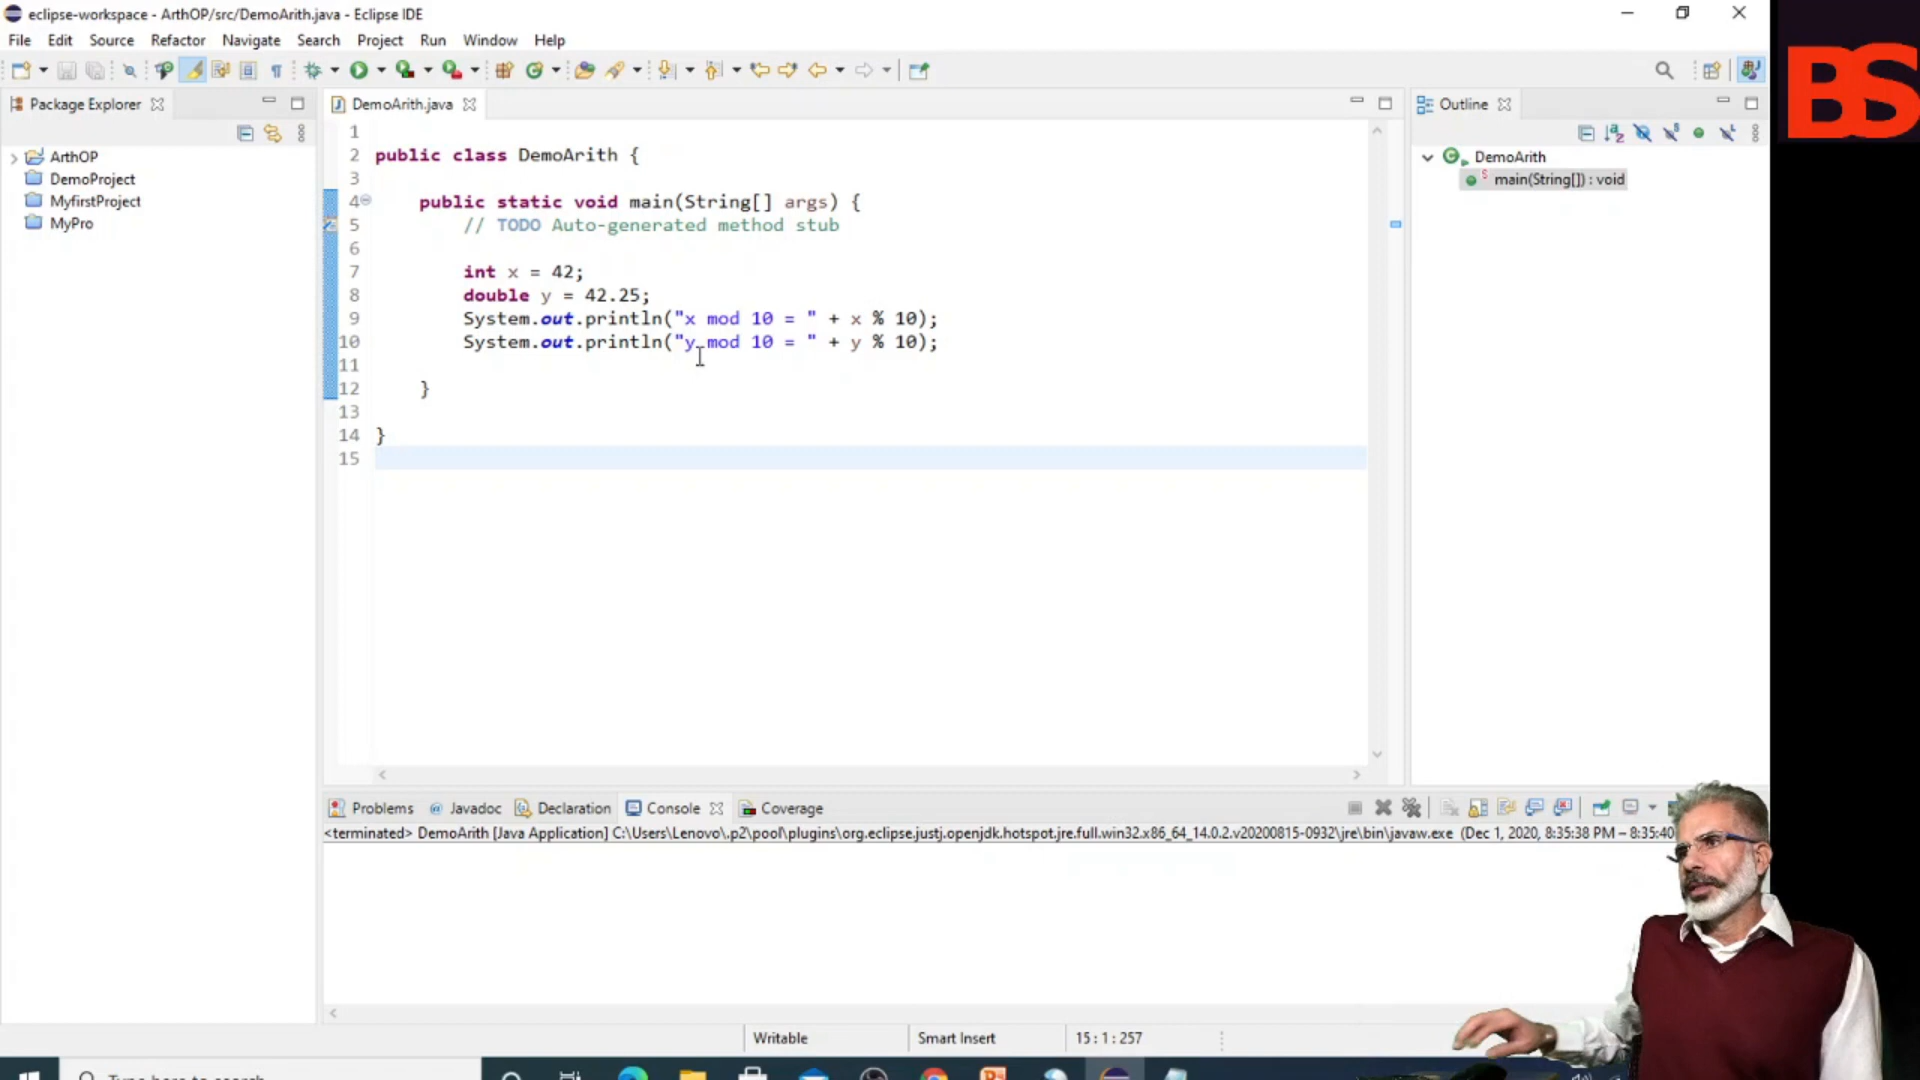 eclipse-workspace - ArthOP/src/DemoArith.java - Eclipse IDE
File Edit Source Refactor Navigate Search Project Run Window Help
BS
Package Explorer
DemoArith.java
Outline
ArthOP
DemoProject
MyfirstProject
MyPro
1
2 public class DemoArith {
3
4 public static void main(String[] args) {
5 // TODO Auto-generated method stub
6
7 int x = 42;
8 double y = 42.25;
9 System.out.println("x mod 10 = " + x % 10);
10 System.out.println("y mod 10 = " + y % 10);
11
12 }
13
14 }
15
DemoArith
main(String[]) : void
Problems Javadoc Declaration Console Coverage
<terminated> DemoArith [Java Application] C:\Users\Lenovo\.p2\pool\plugins\org.eclipse.justj.openjdk.hotspot.jre.full.win32.x86_64_14.0.2.v20200815-0932\jre\bin\javaw.exe (Dec 1, 2020, 8:35:38 PM – 8:35:40
Writable Smart Insert 15 : 1 : 257
Type here to search